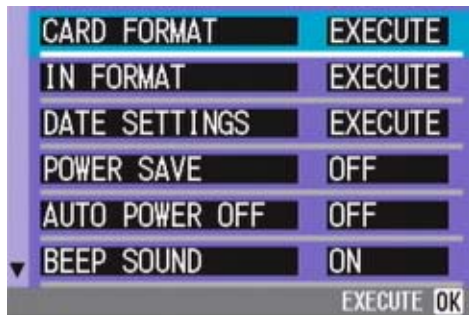 CARD FORMAT EXECUTE
IN FORMAT EXECUTE
DATE SETTINGS EXECUTE
POWER SAVE OFF
AUTO POWER OFF OFF
BEEP SOUND ON
EXECUTE OK